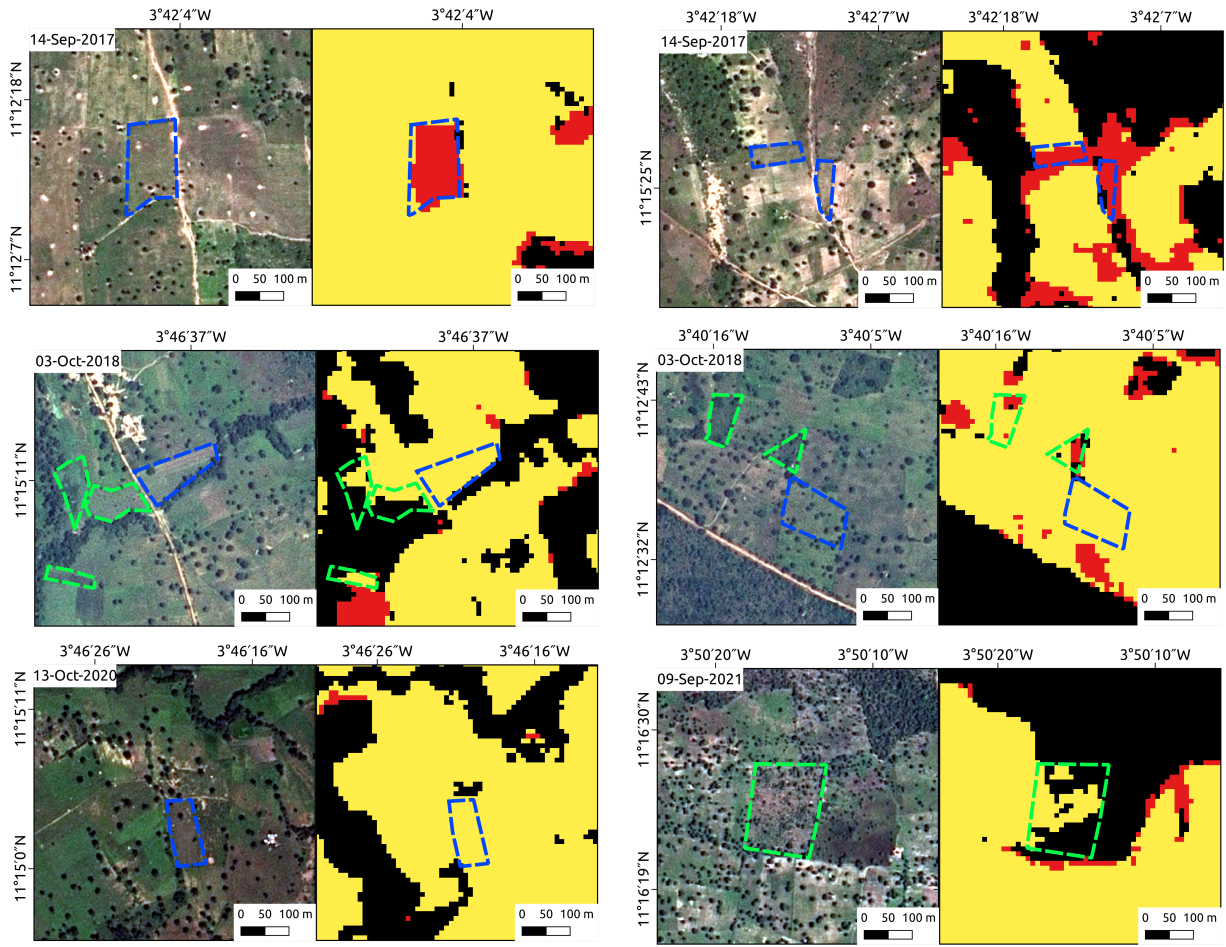 3°42′4″W 3°42′4″W
14-Sep-2017
11°12′18″N
11°12′7″N
0 50 100 m 0 50 100 m
3°42′18″W 3°42′7″W 3°42′18″W 3°42′7″W
14-Sep-2017
11°15′25″N
0 50 100 m 0 50 100 m
3°46′37″W 3°46′37″W
03-Oct-2018
11°15′11″N
0 50 100 m 0 50 100 m
3°40′16″W 3°40′5″W 3°40′16″W 3°40′5″W
03-Oct-2018
11°12′43″N
11°12′32″N
0 50 100 m 0 50 100 m
3°46′26″W 3°46′16″W 3°46′26″W 3°46′16″W
13-Oct-2020
11°15′11″N
11°15′0″N
0 50 100 m 0 50 100 m
3°50′20″W 3°50′10″W 3°50′20″W 3°50′10″W
09-Sep-2021
11°16′30″N
11°16′19″N
0 50 100 m 0 50 100 m